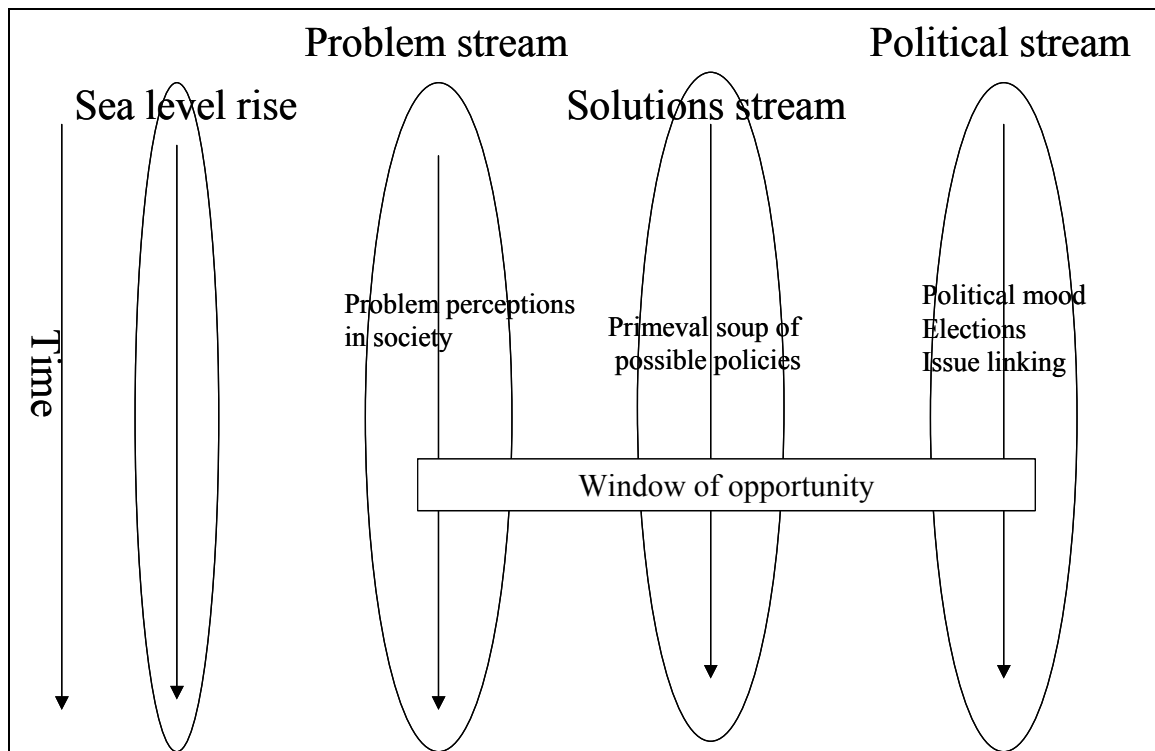 Problem stream
Political stream
Sea level rise
Solutions stream
Time
Problem perceptions
in society
Primeval soup of
possible policies
Political mood
Elections
Issue linking
Window of opportunity